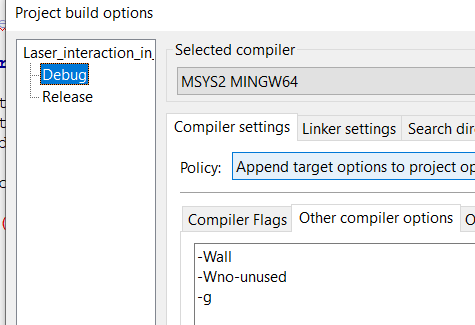 Project build options
Laser_interaction_in_
Debug
Release
Selected compiler
MSYS2 MINGW64
Compiler settings
Linker settings
Search dir
Policy:
Append target options to project op
Compiler Flags
Other compiler options
O
-Wall
-Wno-unused
-g